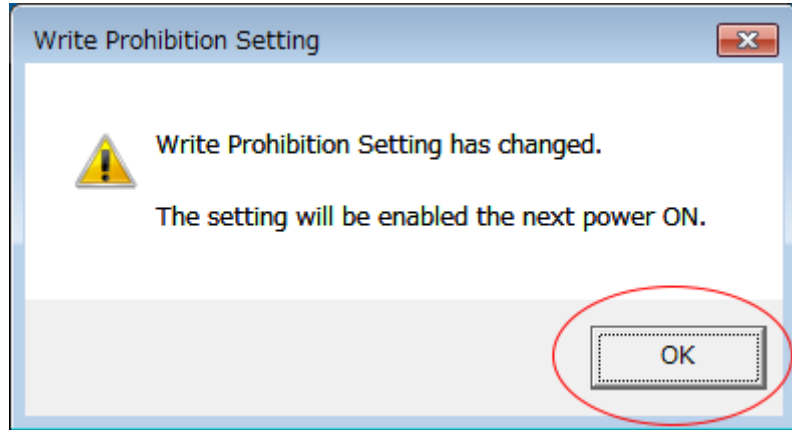 Write Prohibition Setting
Write Prohibition Setting has changed.
The setting will be enabled the next power ON.
OK